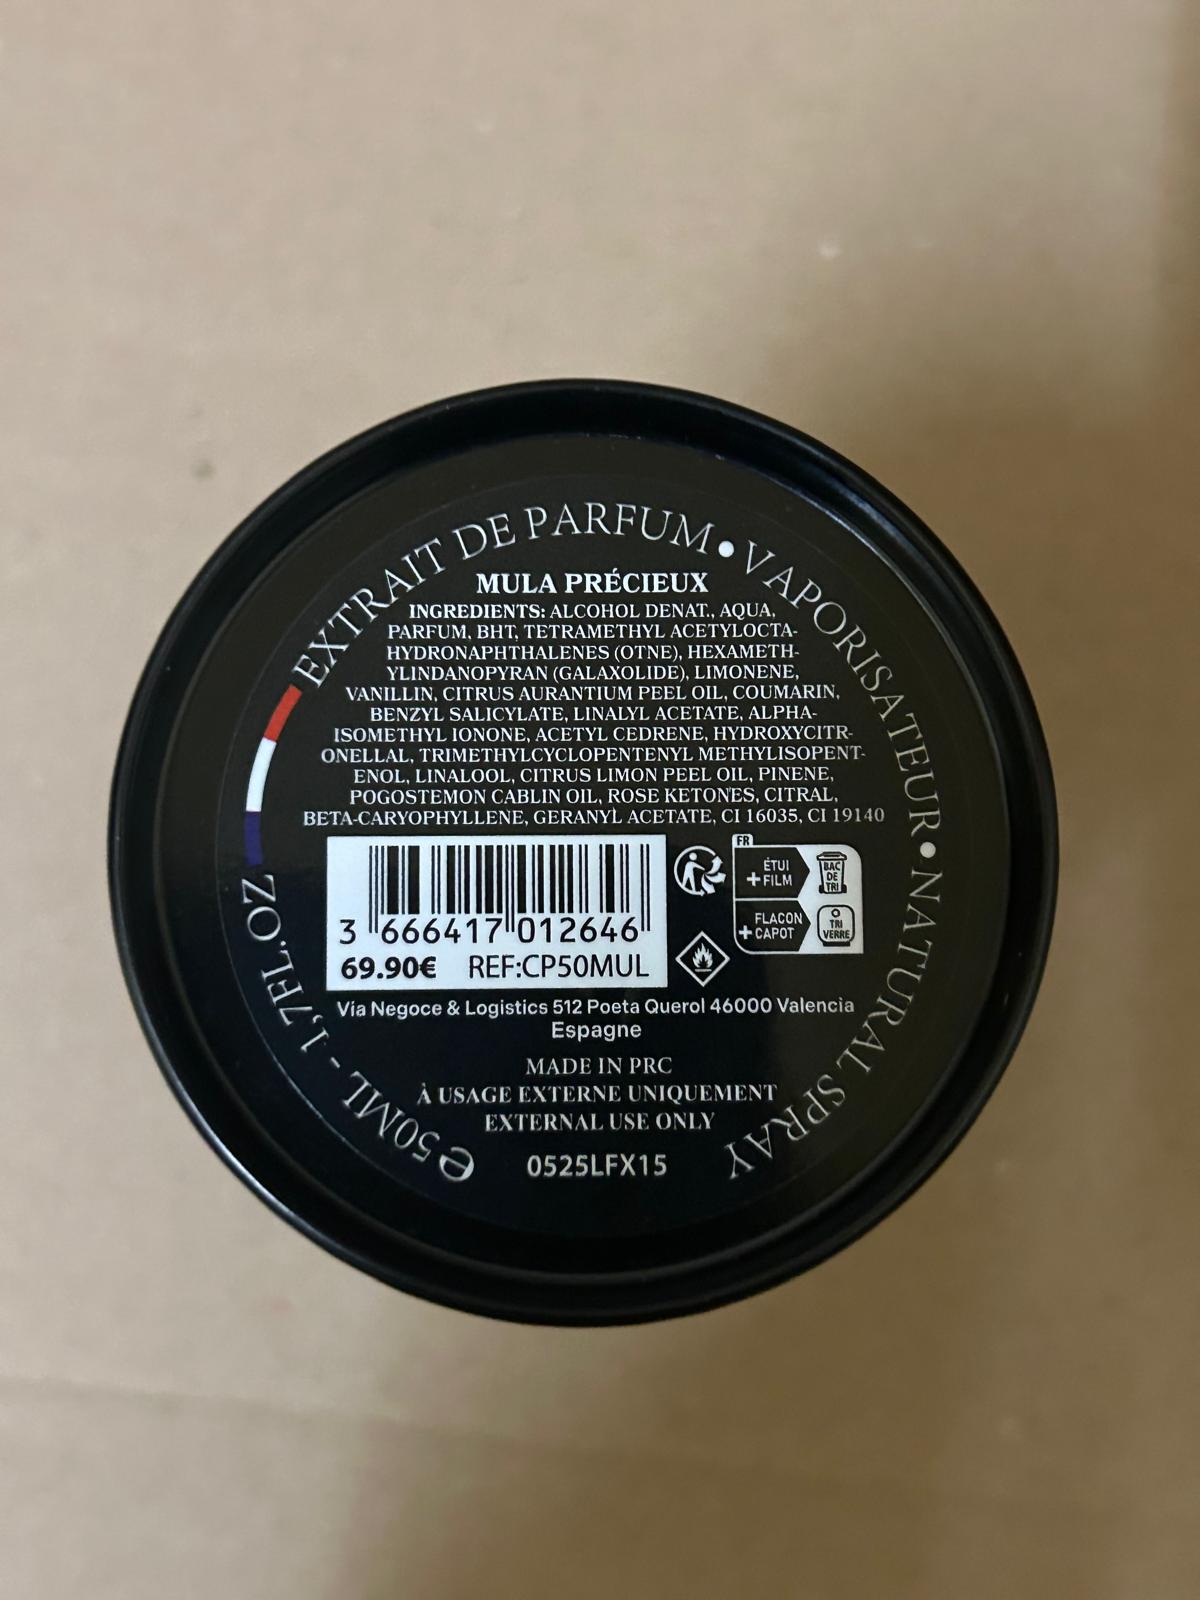 EXTRAIT DE PARFUM • VAPORISATEUR • NATURAL SPRAY
MULA PRÉCIEUX
INGREDIENTS: ALCOHOL DENAT., AQUA,
PARFUM, BHT, TETRAMETHYL ACETYLOCTA-
HYDRONAPHTHALENES (OTNE), HEXAMETH-
YLINDANOPYRAN (GALAXOLIDE), LIMONENE,
VANILLIN, CITRUS AURANTIUM PEEL OIL, COUMARIN,
BENZYL SALICYLATE, LINALYL ACETATE, ALPHA-
ISOMETHYL IONONE, ACETYL CEDRENE, HYDROXYCITR-
ONELLAL, TRIMETHYLCYCLOPENTENYL METHYLISOPENT-
ENOL, LINALOOL, CITRUS LIMON PEEL OIL, PINENE,
POGOSTEMON CABLIN OIL, ROSE KETONES, CITRAL,
BETA-CARYOPHYLLENE, GERANYL ACETATE, CI 16035, CI 19140
3 666417 012646
69.90€ REF:CP50MUL
FR
ÉTUI
+ FILM
BAC
DE
TRI
FLACON
+ CAPOT
TRI
VERRE
Vía Negoce & Logistics 512 Poeta Querol 46000 Valencia
Espagne
MADE IN PRC
À USAGE EXTERNE UNIQUEMENT
EXTERNAL USE ONLY
0525LFX15
e50ML - 1,7FL.OZ